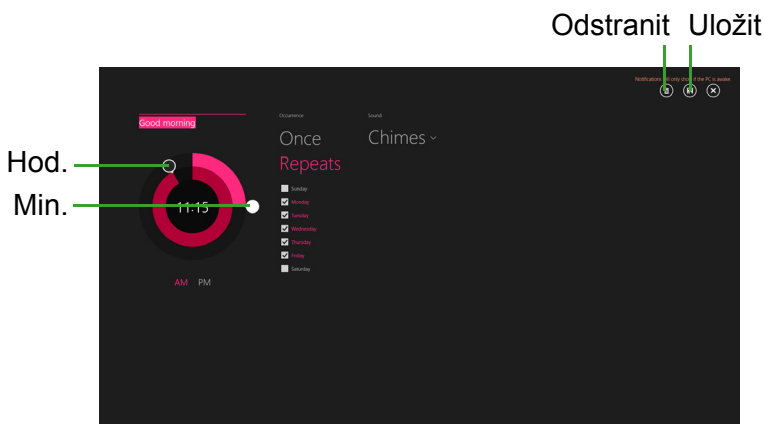 Odstranit Uložit
Notifications will only show if the PC is awake.
Good morning
Occurrence
Sound
Once
Chimes
Repeats
Hod.
Min.
11:15
Sunday
Monday
Tuesday
Wednesday
Thursday
Friday
Saturday
AM PM